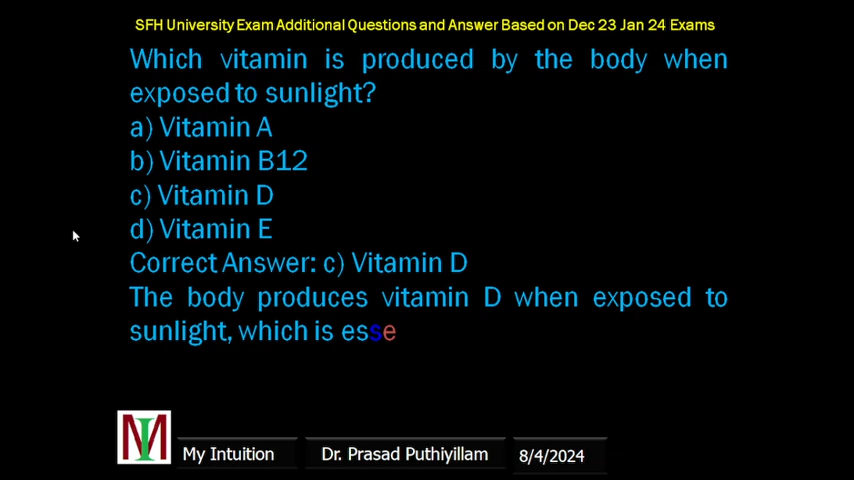 SFH University Exam Additional Questions and Answer Based on Dec 23 Jan 24 Exams
Which vitamin is produced by the body when
exposed to sunlight?
a) Vitamin A
b) Vitamin B12
c) Vitamin D
d) Vitamin E
Correct Answer: c) Vitamin D
The body produces vitamin D when exposed to
sunlight, which is esse
MI
My Intuition
Dr. Prasad Puthiyillam
8/4/2024